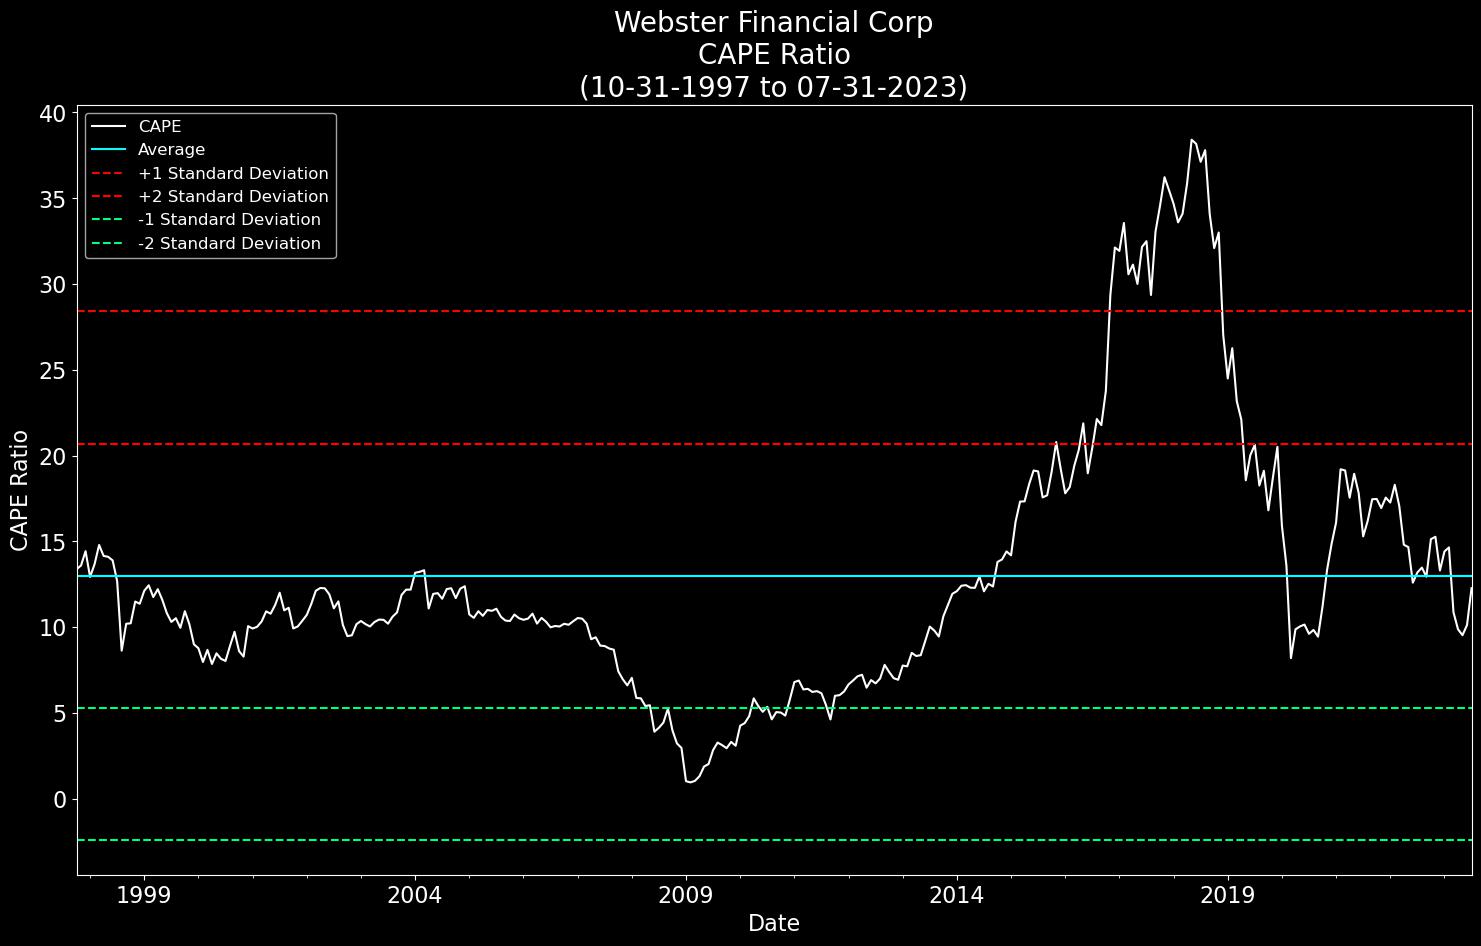 Webster Financial Corp
CAPE Ratio
(10-31-1997 to 07-31-2023)
CAPE
Average
+1 Standard Deviation
+2 Standard Deviation
-1 Standard Deviation
-2 Standard Deviation
CAPE Ratio
40
35
30
25
20
15
10
5
0
1999
2004
2009
2014
2019
Date